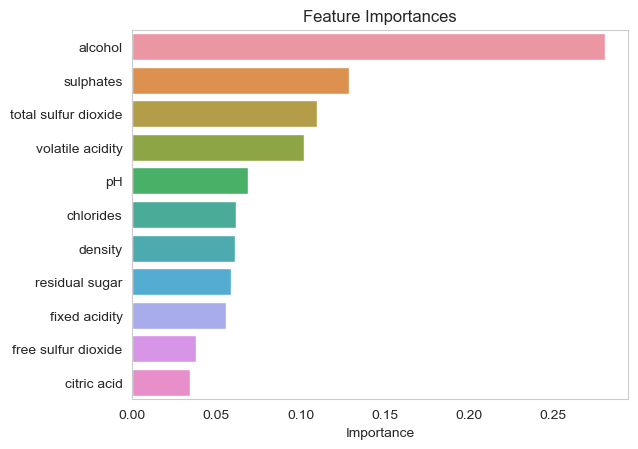 Feature Importances
alcohol
sulphates
total sulfur dioxide
volatile acidity
pH
chlorides
density
residual sugar
fixed acidity
free sulfur dioxide
citric acid
0.00 0.05 0.10 0.15 0.20 0.25
Importance